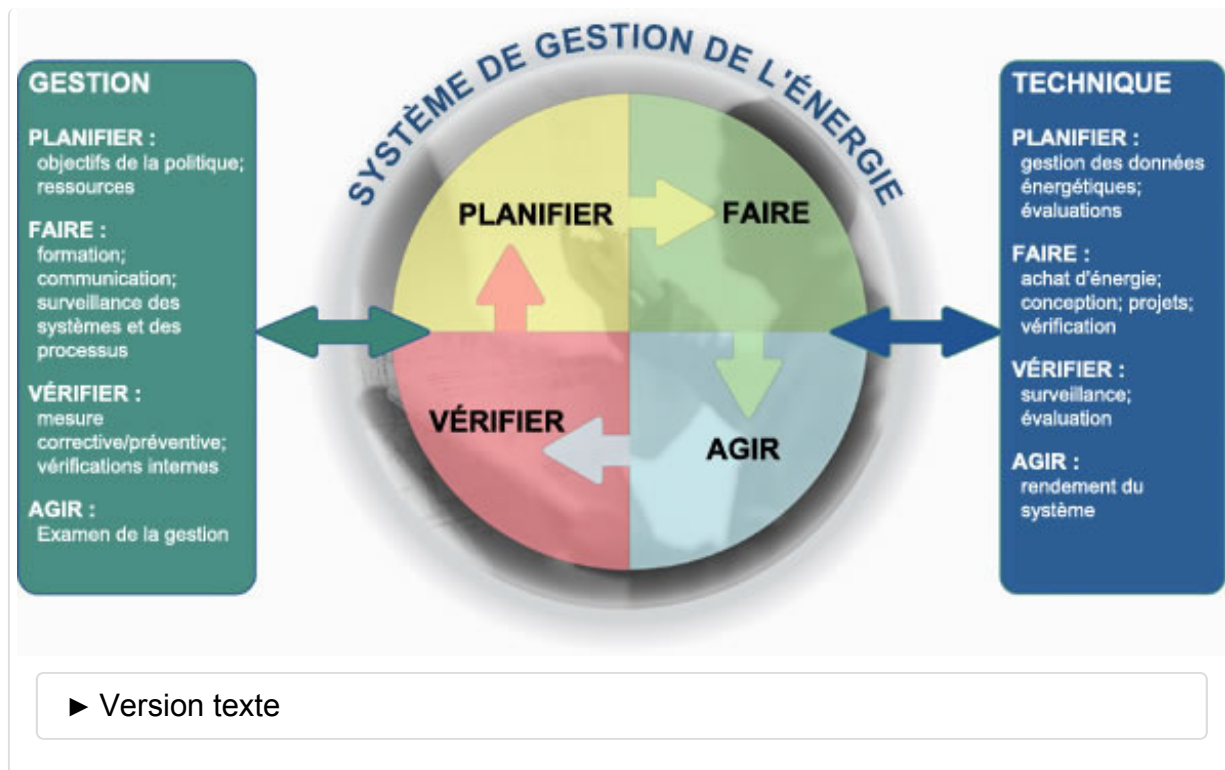 SYSTÈME DE GESTION DE L'ÉNERGIE
GESTION
PLANIFIER :
objectifs de la politique;
ressources
FAIRE :
formation;
communication;
surveillance des
systèmes et des
processus
VÉRIFIER :
mesure
corrective/préventive;
vérifications internes
AGIR :
Examen de la gestion
PLANIFIER
FAIRE
VÉRIFIER
AGIR
TECHNIQUE
PLANIFIER :
gestion des données
énergétiques;
évaluations
FAIRE :
achat d'énergie;
conception; projets;
vérification
VÉRIFIER :
surveillance;
évaluation
AGIR :
rendement du
système
► Version texte